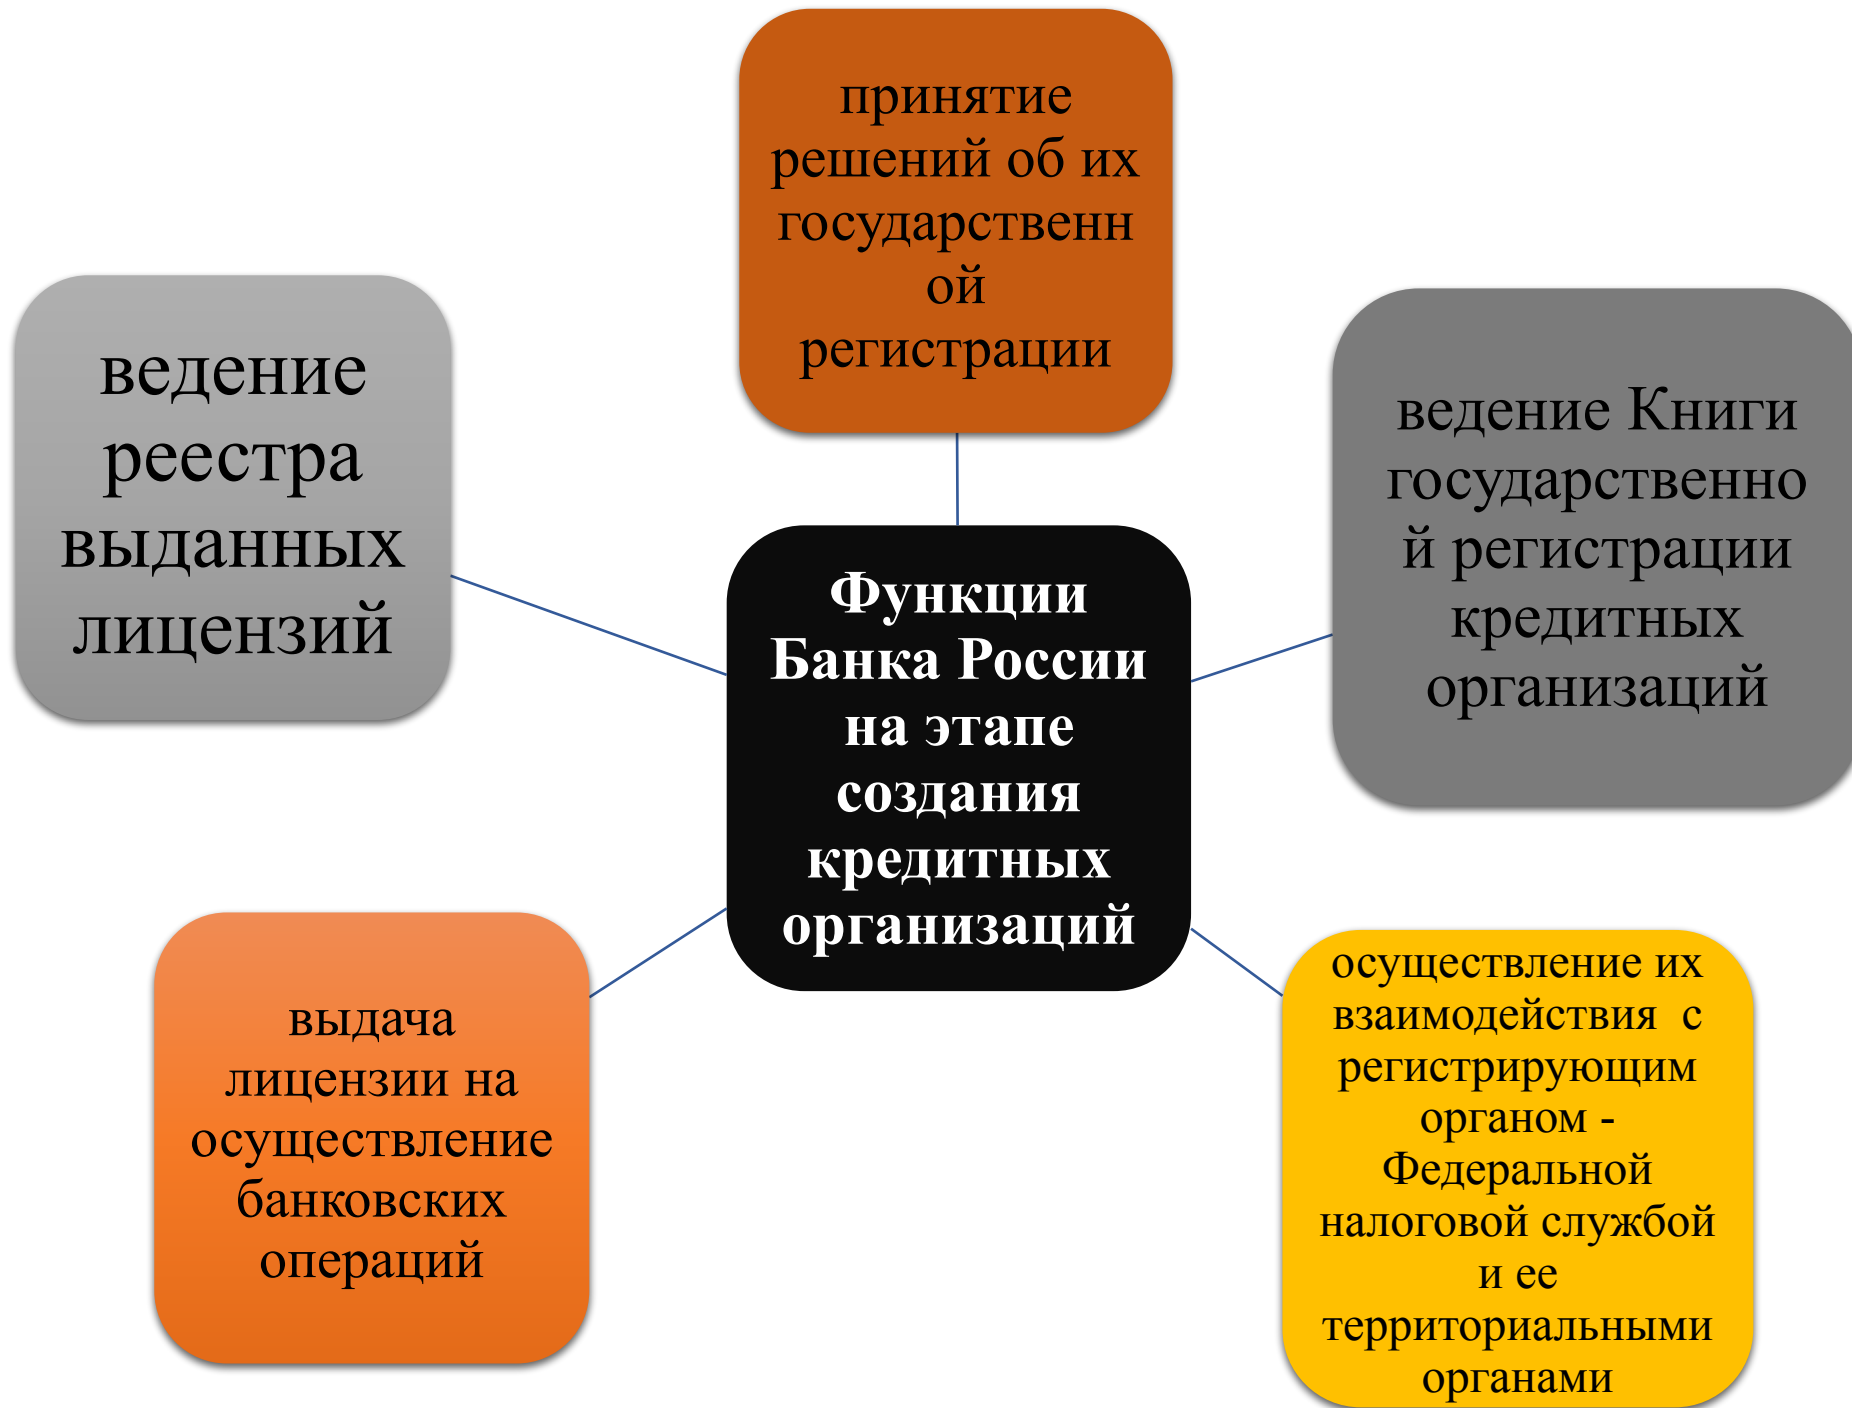 принятие
решений об их
государственн
ой
регистрации
ведение
реестра
выданных
лицензий
ведение Книги
государственно
й регистрации
кредитных
организаций
Функции
Банка России
на этапе
создания
кредитных
организаций
выдача
лицензии на
осуществление
банковских
операций
осуществление их
взаимодействия  с
регистрирующим
органом -
Федеральной
налоговой службой
и ее
территориальными
органами